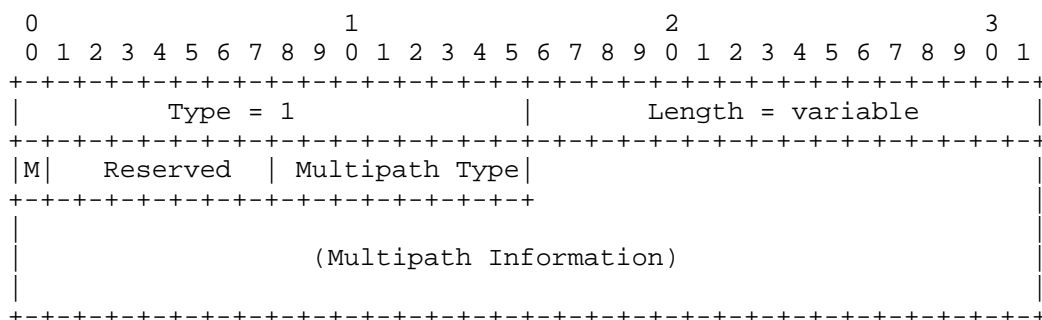 0                   1                   2                   3
 0 1 2 3 4 5 6 7 8 9 0 1 2 3 4 5 6 7 8 9 0 1 2 3 4 5 6 7 8 9 0 1
+-+-+-+-+-+-+-+-+-+-+-+-+-+-+-+-+-+-+-+-+-+-+-+-+-+-+-+-+-+-+-+-+
|         Type = 1              |       Length = variable       |
+-+-+-+-+-+-+-+-+-+-+-+-+-+-+-+-+-+-+-+-+-+-+-+-+-+-+-+-+-+-+-+-+
|M|   Reserved  | Multipath Type|                               |
+-+-+-+-+-+-+-+-+-+-+-+-+-+-+-+-+                               |
|                                                               |
|                  (Multipath Information)                      |
|                                                               |
+-+-+-+-+-+-+-+-+-+-+-+-+-+-+-+-+-+-+-+-+-+-+-+-+-+-+-+-+-+-+-+-+